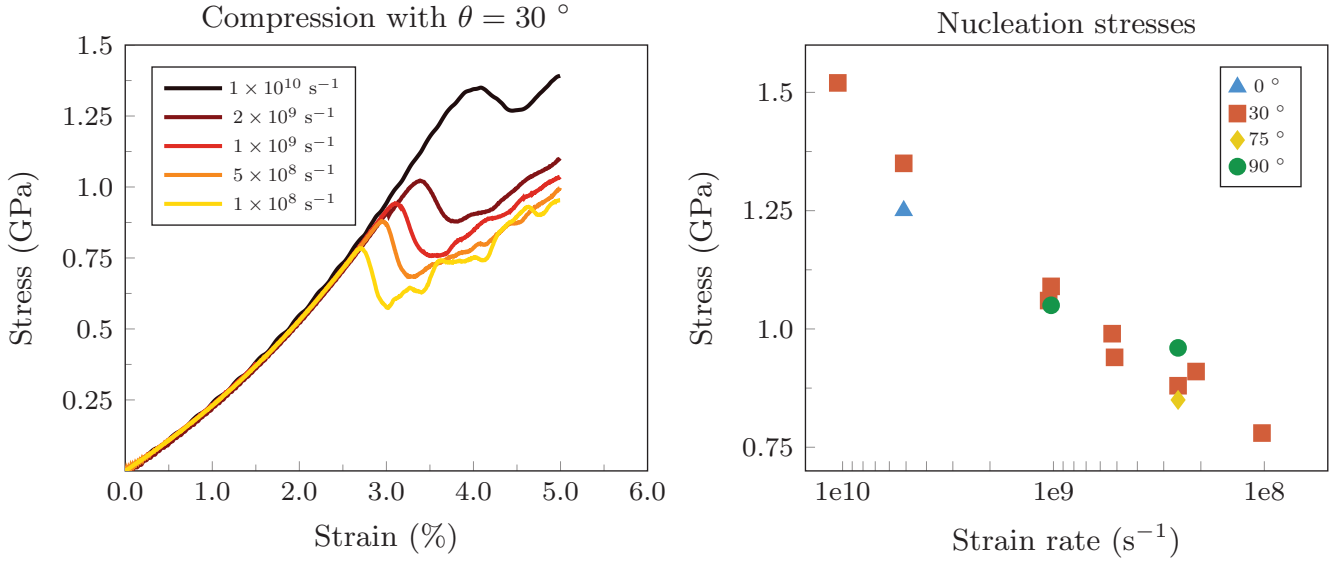 Compression with θ = 30 °
1.5
1.25
1.0
0.75
0.5
0.25
0.0
1.0
2.0
3.0
4.0
5.0
6.0
Stress (GPa)
Strain (%)
1 × 10¹⁰ s⁻¹
2 × 10⁹ s⁻¹
1 × 10⁹ s⁻¹
5 × 10⁸ s⁻¹
1 × 10⁸ s⁻¹
Nucleation stresses
1.5
1.25
1.0
0.75
1e10
1e9
1e8
Stress (GPa)
Strain rate (s⁻¹)
0 °
30 °
75 °
90 °